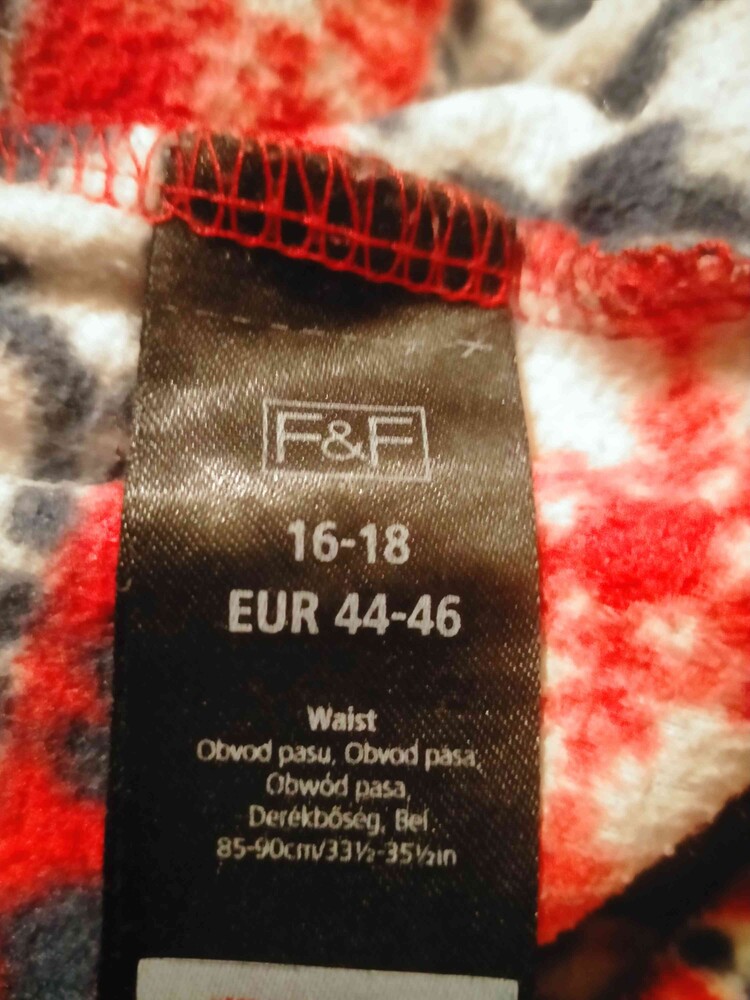 F&F
16-18
EUR 44-46
Waist
Obvod pasu, Obvod pasa,
Obwód pasa,
Derékbőség, Bel
85-90cm/33½-35½in